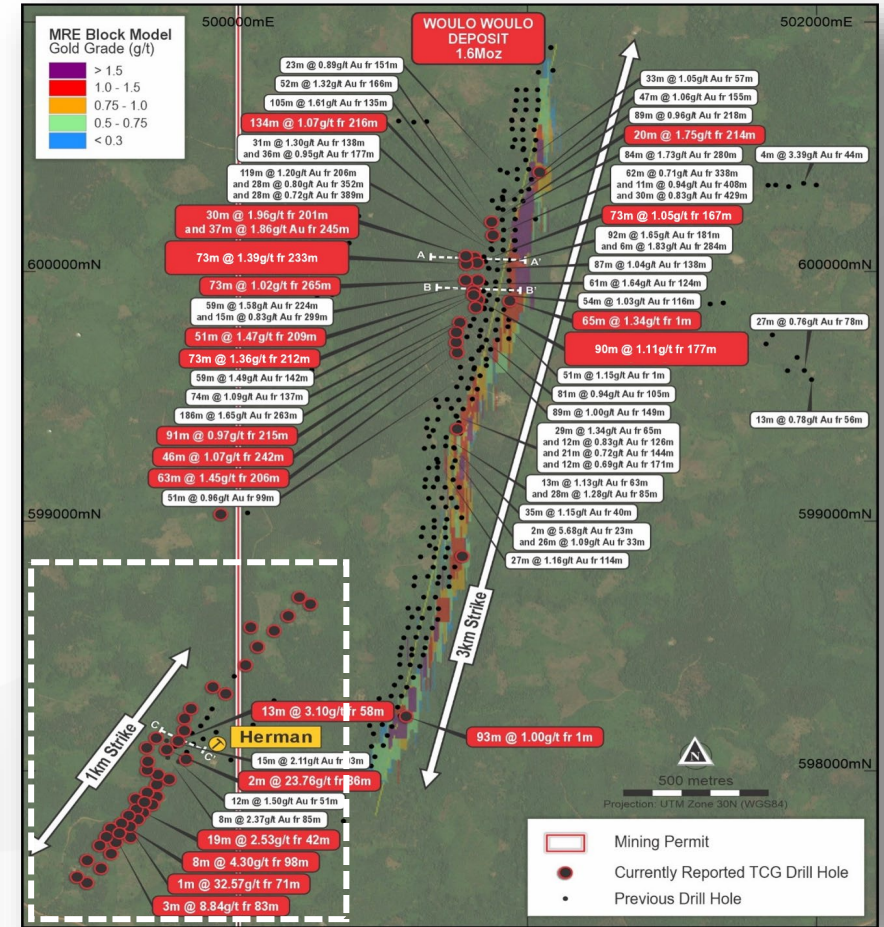 500000mE
502000mE
MRE Block Model
Gold Grade (g/t)
> 1.5
1.0 - 1.5
0.75 - 1.0
0.5 - 0.75
< 0.3
WOULO WOULO
DEPOSIT
1.6Moz
23m @ 0.89g/t Au fr 151m
52m @ 1.32g/t Au fr 166m
105m @ 1.61g/t Au fr 135m
134m @ 1.07g/t fr 216m
31m @ 1.30g/t Au fr 138m
and 36m @ 0.95g/t Au fr 177m
119m @ 1.20g/t Au fr 206m
and 28m @ 0.80g/t Au fr 352m
and 28m @ 0.72g/t Au fr 389m
30m @ 1.96g/t fr 201m
and 37m @ 1.86g/t Au fr 245m
73m @ 1.39g/t fr 233m
73m @ 1.02g/t fr 265m
59m @ 1.58g/t Au fr 224m
and 15m @ 0.83g/t Au fr 299m
51m @ 1.47g/t fr 209m
73m @ 1.36g/t fr 212m
59m @ 1.49g/t Au fr 142m
74m @ 1.09g/t Au fr 137m
186m @ 1.65g/t Au fr 263m
91m @ 0.97g/t fr 215m
46m @ 1.07g/t fr 242m
63m @ 1.45g/t fr 206m
51m @ 0.96g/t Au fr 99m
33m @ 1.05g/t Au fr 57m
47m @ 1.06g/t Au fr 155m
89m @ 0.96g/t Au fr 218m
20m @ 1.75g/t fr 214m
84m @ 1.73g/t Au fr 280m
4m @ 3.39g/t Au fr 44m
62m @ 0.71g/t Au fr 338m
and 11m @ 0.94g/t Au fr 408m
and 30m @ 0.83g/t Au fr 429m
73m @ 1.05g/t fr 167m
92m @ 1.65g/t Au fr 181m
and 6m @ 1.83g/t Au fr 284m
87m @ 1.04g/t Au fr 138m
61m @ 1.64g/t Au fr 124m
54m @ 1.03g/t Au fr 116m
65m @ 1.34g/t fr 1m
90m @ 1.11g/t fr 177m
27m @ 0.76g/t Au fr 78m
51m @ 1.15g/t Au fr 1m
81m @ 0.94g/t Au fr 105m
89m @ 1.00g/t Au fr 149m
13m @ 0.78g/t Au fr 56m
29m @ 1.34g/t Au fr 65m
and 12m @ 0.83g/t Au fr 126m
and 21m @ 0.72g/t Au fr 144m
and 12m @ 0.69g/t Au fr 171m
13m @ 1.13g/t Au fr 63m
and 28m @ 1.28g/t Au fr 85m
35m @ 1.15g/t Au fr 40m
2m @ 5.68g/t Au fr 23m
and 26m @ 1.09g/t Au fr 33m
27m @ 1.16g/t Au fr 114m
A
A'
B
B'
600000mN
600000mN
599000mN
599000mN
3km Strike
1km Strike
C
C'
13m @ 3.10g/t fr 58m
Herman
15m @ 2.11g/t Au fr 3m
2m @ 23.76g/t fr 36m
12m @ 1.50g/t Au fr 51m
8m @ 2.37g/t Au fr 85m
19m @ 2.53g/t fr 42m
8m @ 4.30g/t fr 98m
1m @ 32.57g/t fr 71m
3m @ 8.84g/t fr 83m
93m @ 1.00g/t fr 1m
598000mN
N
500 metres
Projection: UTM Zone 30N (WGS84)
Mining Permit
Currently Reported TCG Drill Hole
Previous Drill Hole